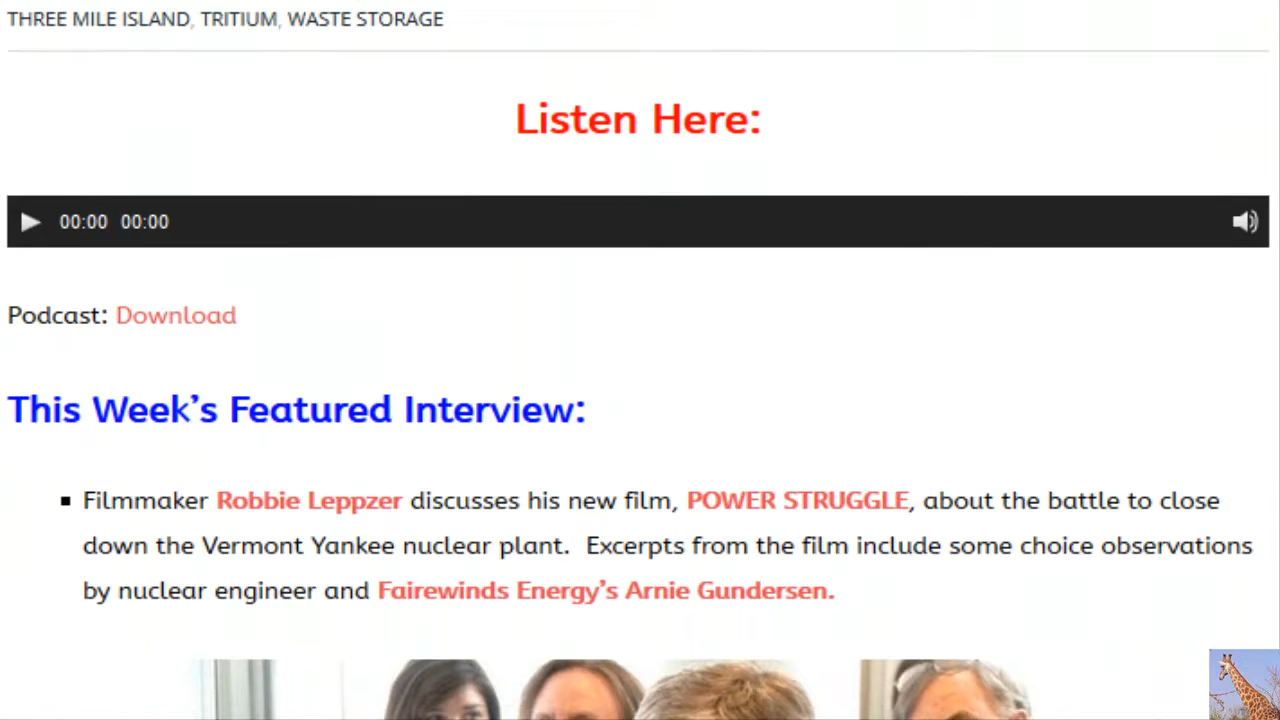 THREE MILE ISLAND, TRITIUM, WASTE STORAGE
Listen Here:
00:00 00:00
Podcast: Download
This Week’s Featured Interview:
Filmmaker Robbie Leppzer discusses his new film, POWER STRUGGLE, about the battle to close
down the Vermont Yankee nuclear plant. Excerpts from the film include some choice observations
by nuclear engineer and Fairewinds Energy’s Arnie Gundersen.